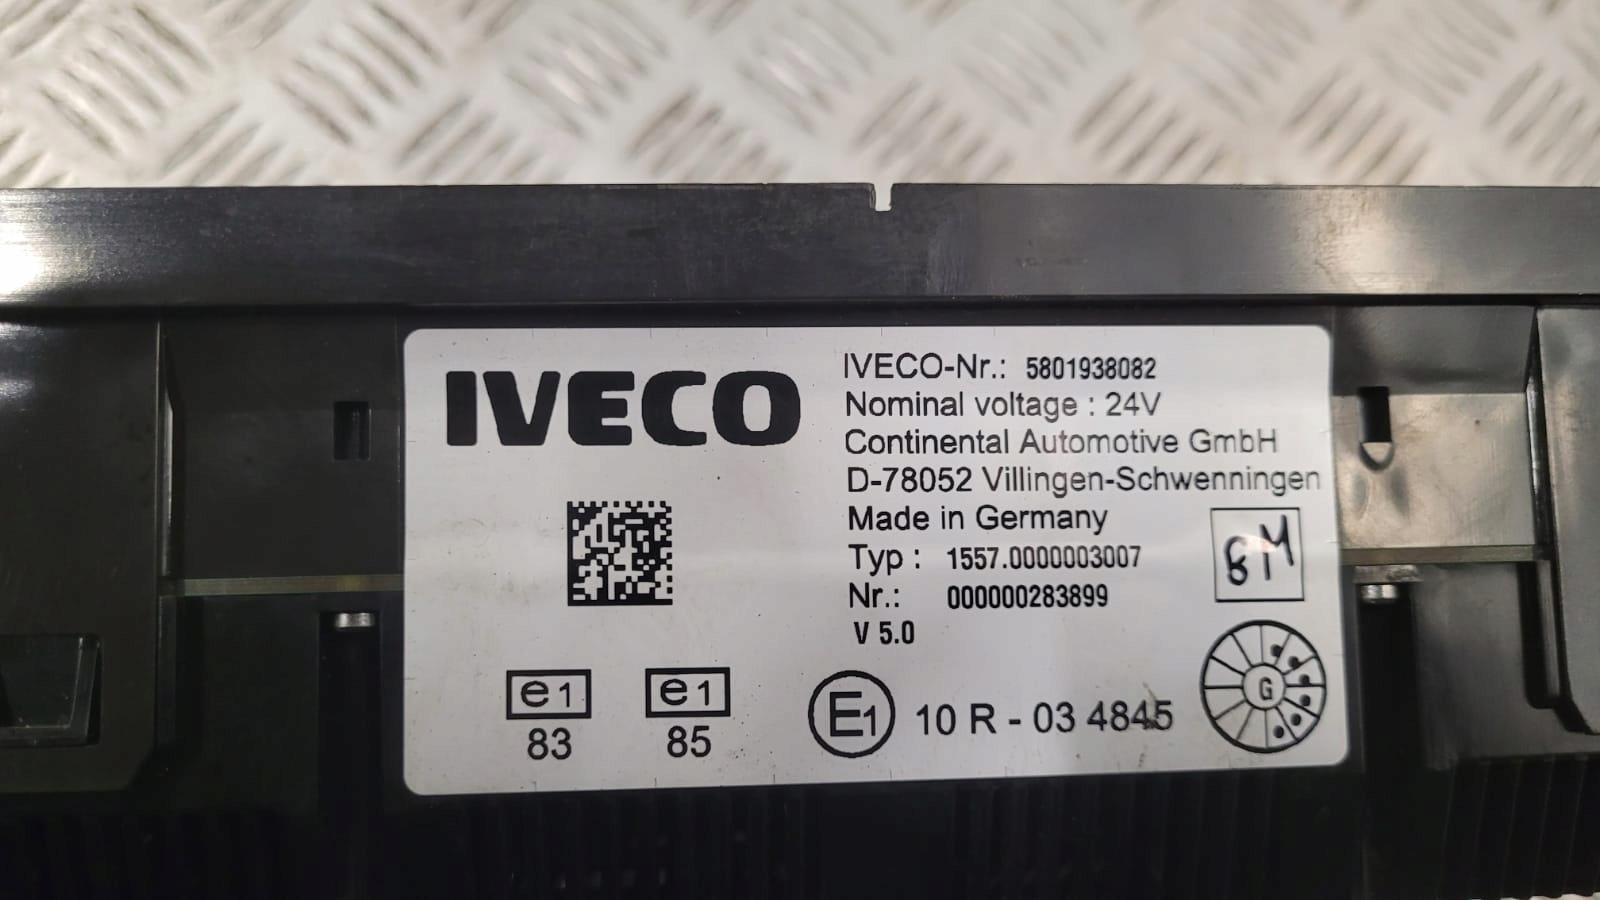 IVECO
IVECO-Nr.: 5801938082
Nominal voltage : 24V
Continental Automotive GmbH
D-78052 Villingen-Schwenningen
Made in Germany
Typ : 1557.0000003007
Nr.: 000000283899
V 5.0
e1
83
e1
85
E1 10 R - 03 4845
G